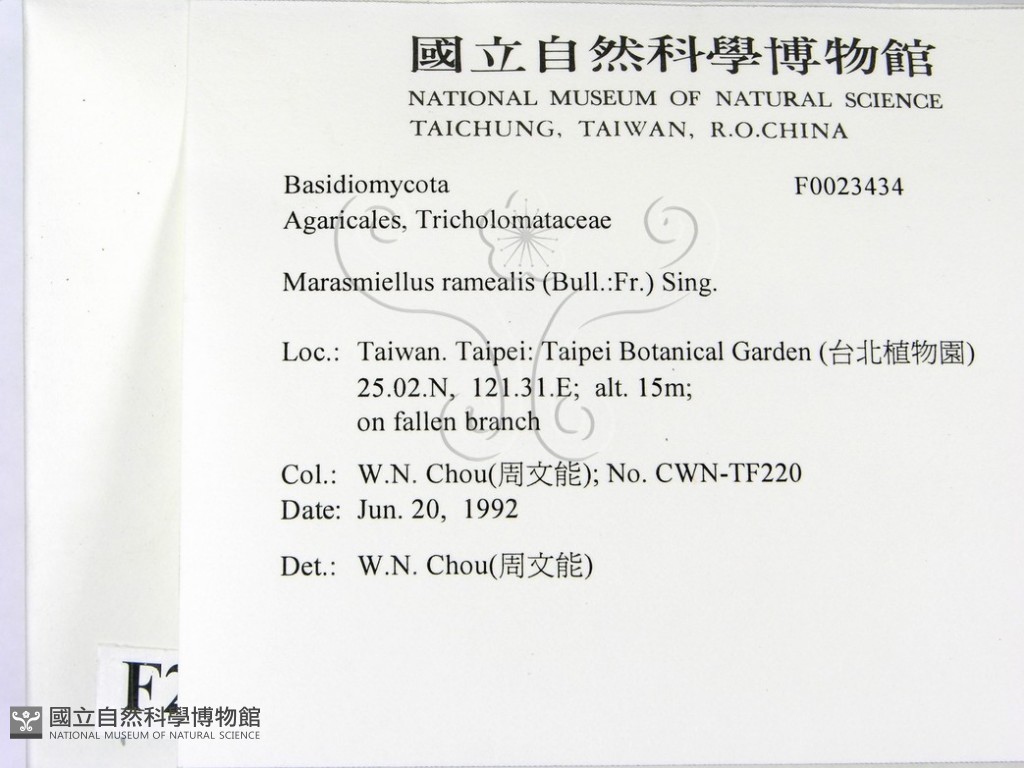 國立自然科學博物館
NATIONAL MUSEUM OF NATURAL SCIENCE
TAICHUNG, TAIWAN, R.O.CHINA
Basidiomycota F0023434
Agaricales, Tricholomataceae
Marasmiellus ramealis (Bull.:Fr.) Sing.
Loc.: Taiwan. Taipei: Taipei Botanical Garden (台北植物園)
25.02.N, 121.31.E; alt. 15m;
on fallen branch
Col.: W.N. Chou(周文能); No. CWN-TF220
Date: Jun. 20, 1992
Det.: W.N. Chou(周文能)
F2
國立自然科學博物館
NATIONAL MUSEUM OF NATURAL SCIENCE